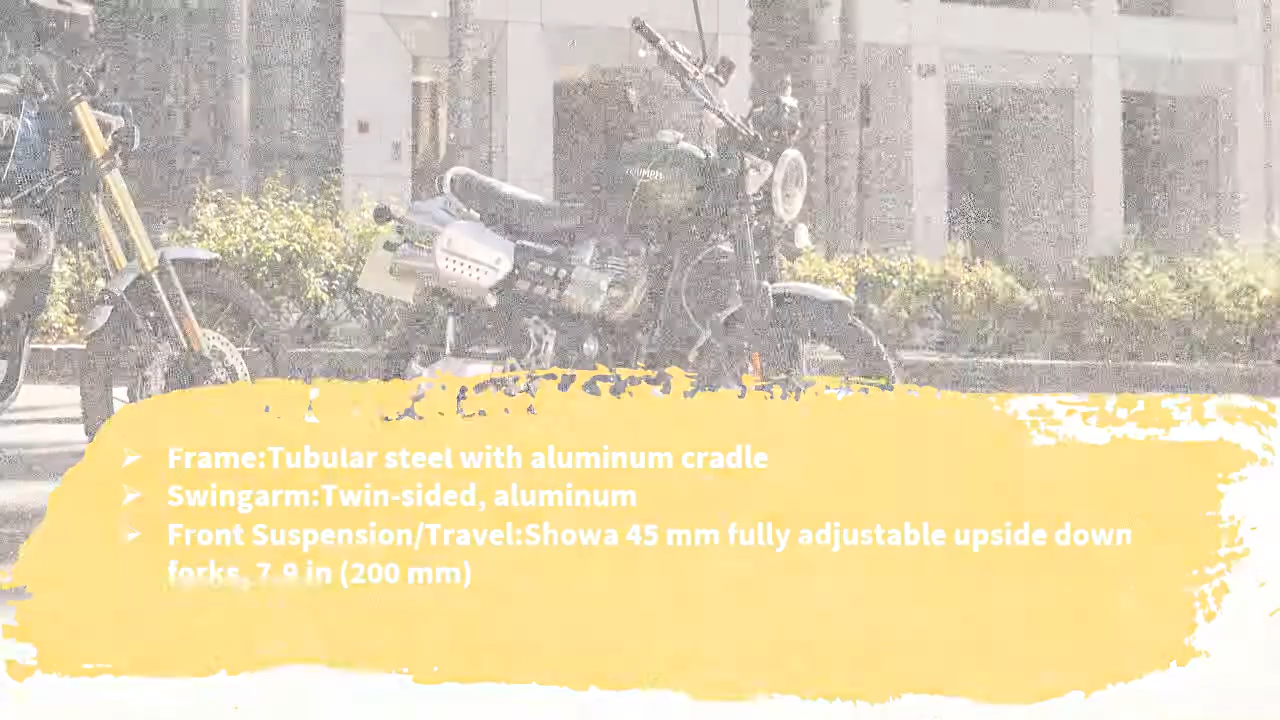 TRIUMPH
➢ Frame:Tubular steel with aluminum cradle
➢ Swingarm:Twin-sided, aluminum
➢ Front Suspension/Travel:Showa 45 mm fully adjustable upside down
forks, 7.9 in (200 mm)